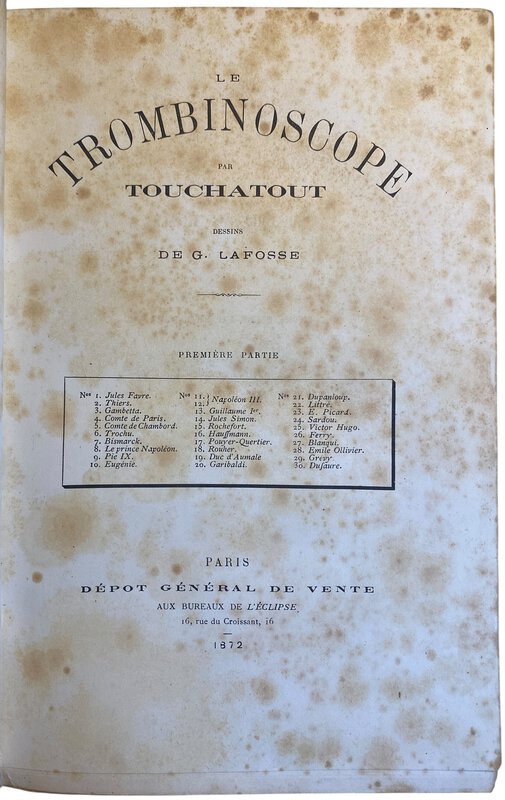 LE
TROMBINOSCOPE
PAR
TOUCHATOUT
DESSINS
DE G. LAFOSSE
PREMIÈRE PARTIE
Nos 1. Jules Favre.
2. Thiers.
3. Gambetta.
4. Comte de Paris.
5. Comte de Chambord.
6. Trochu.
7. Bismarck.
8. Le prince Napoléon.
9. Pie IX.
10. Eugénie.
Nos 11. } Napoléon III.
12. }
13. Guillaume Ier.
14. Jules Simon.
15. Rochefort.
16. Haussmann.
17. Pouyer-Quertier.
18. Rouher.
19. Duc d'Aumale
20. Garibaldi.
Nos 21. Dupanloup.
22. Littré.
23. E. Picard.
24. Sardou.
25. Victor Hugo.
26. Ferry.
27. Blanqui.
28. Emile Ollivier.
29. Grévy
30. Dufaure.
PARIS
DÉPOT GÉNÉRAL DE VENTE
AUX BUREAUX DE L'ÉCLIPSE
16, rue du Croissant, 16
1872